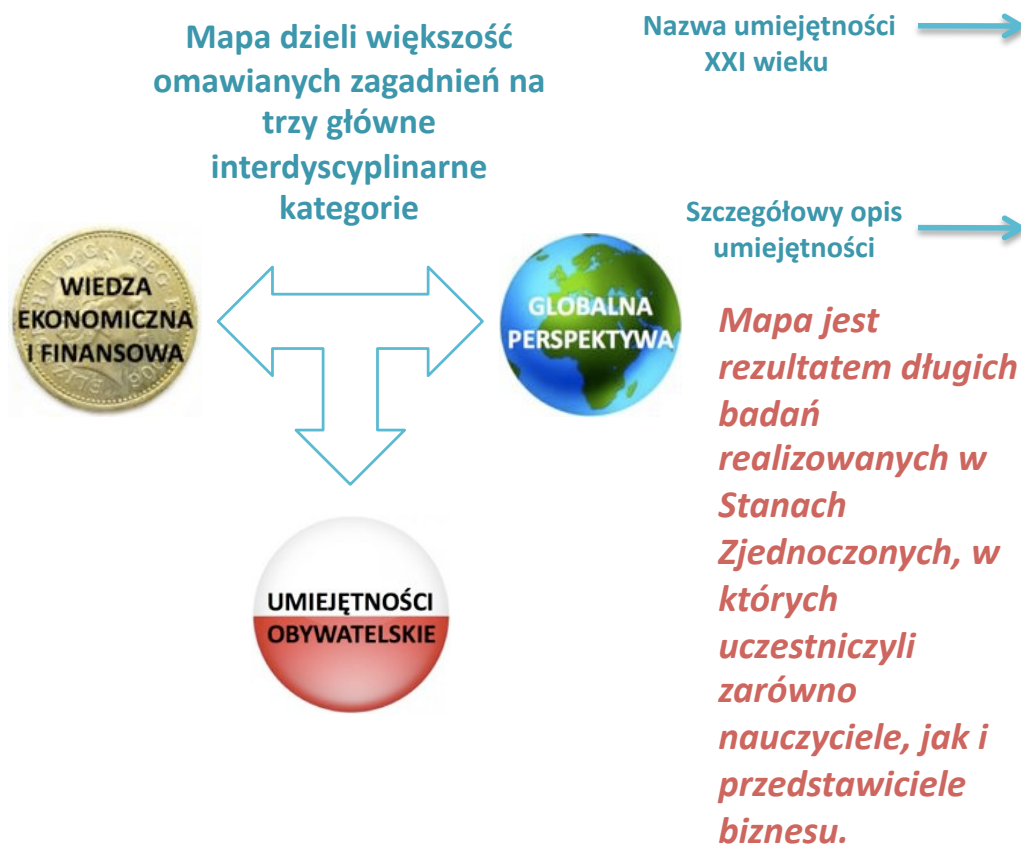 Mapa dzieli większość
omawianych zagadnień na
trzy główne
interdyscyplinarne
kategorie
Nazwa umiejętności
XXI wieku
Szczegółowy opis
umiejętności
WIEDZA
EKONOMICZNA
I FINANSOWA
GLOBALNA
PERSPEKTYWA
UMIEJĘTNOŚCI
OBYWATELSKIE
Mapa jest
rezultatem długich
badań
realizowanych w
Stanach
Zjednoczonych, w
których
uczestniczyli
zarówno
nauczyciele, jak i
przedstawiciele
biznesu.